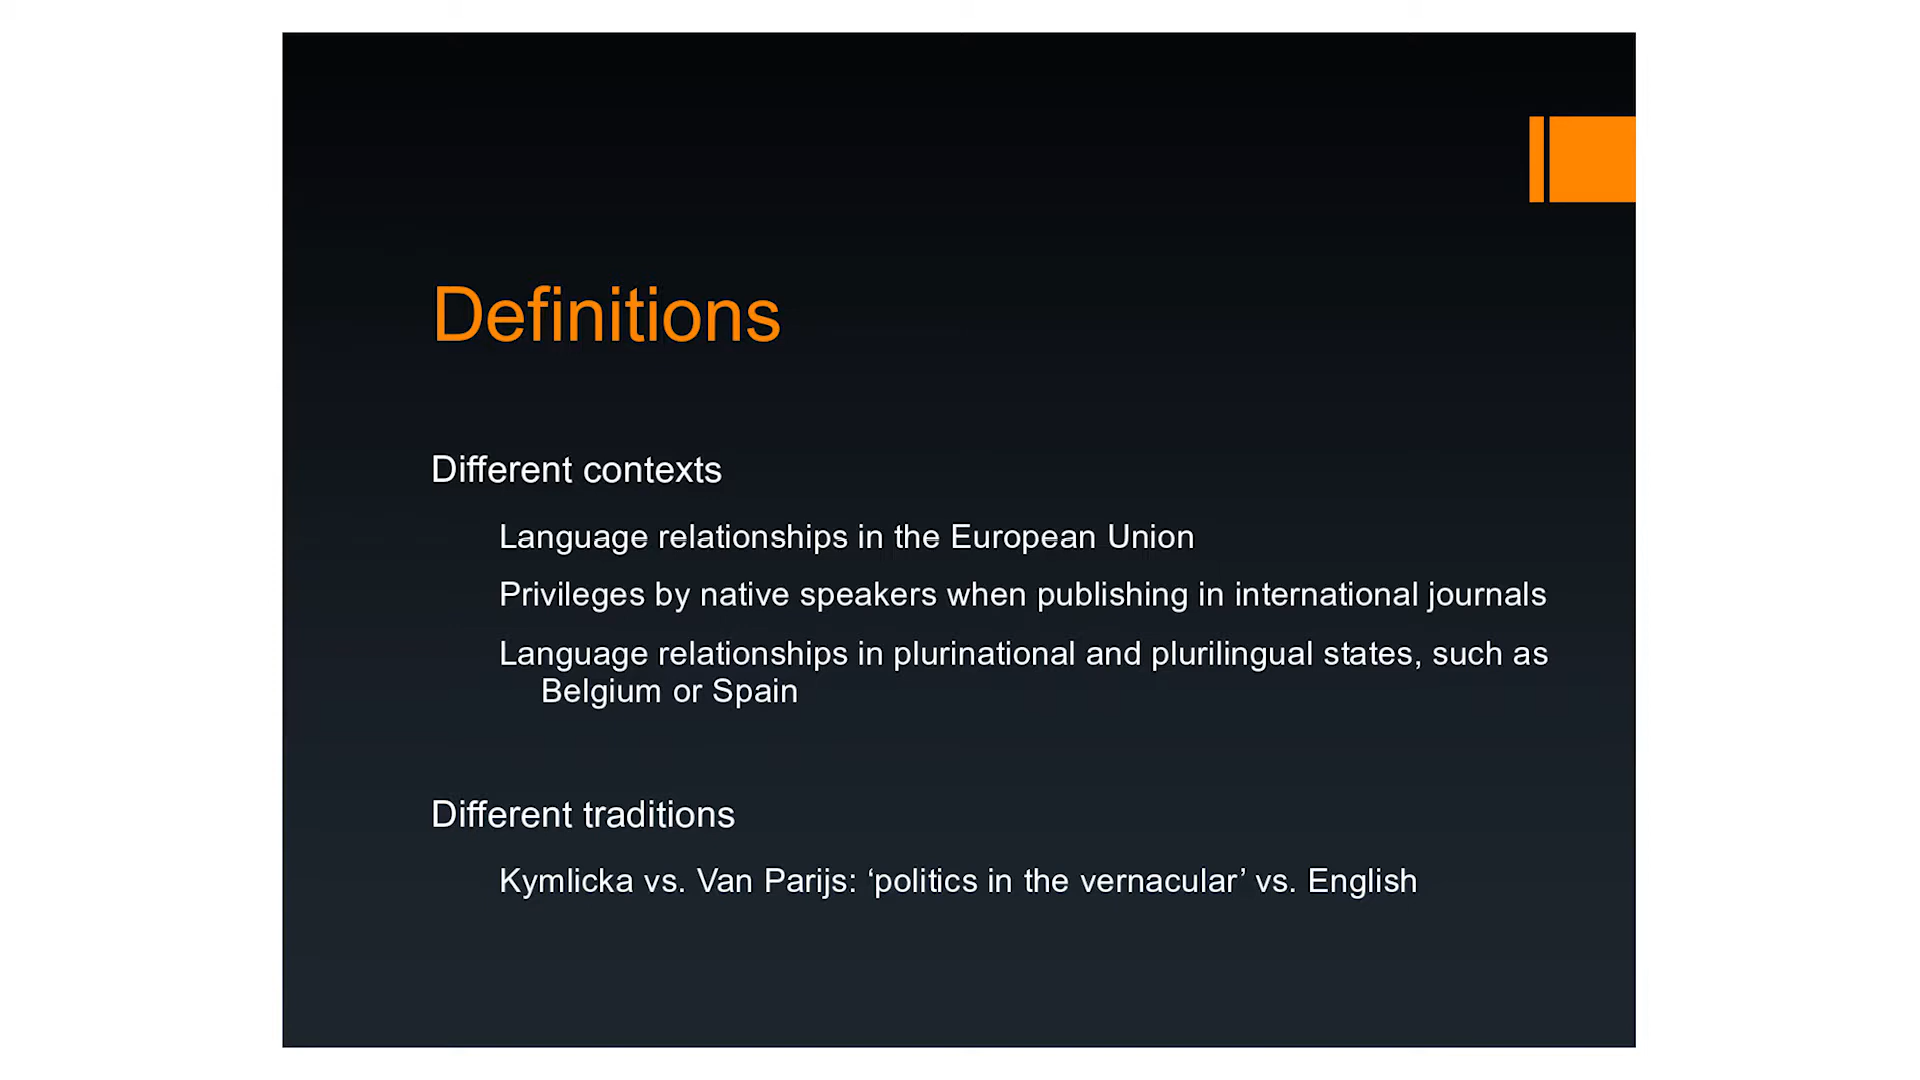 Definitions
Different contexts
Language relationships in the European Union
Privileges by native speakers when publishing in international journals
Language relationships in plurinational and plurilingual states, such as
Belgium or Spain
Different traditions
Kymlicka vs. Van Parijs: ‘politics in the vernacular’ vs. English